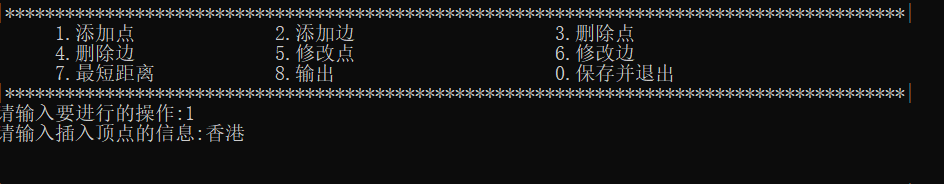 |******************************************************************************************|
1.添加点 2.添加边 3.删除点
4.删除边 5.修改点 6.修改边
7.最短距离 8.输出 0.保存并退出
|******************************************************************************************|
请输入要进行的操作:1
请输入插入顶点的信息:香港